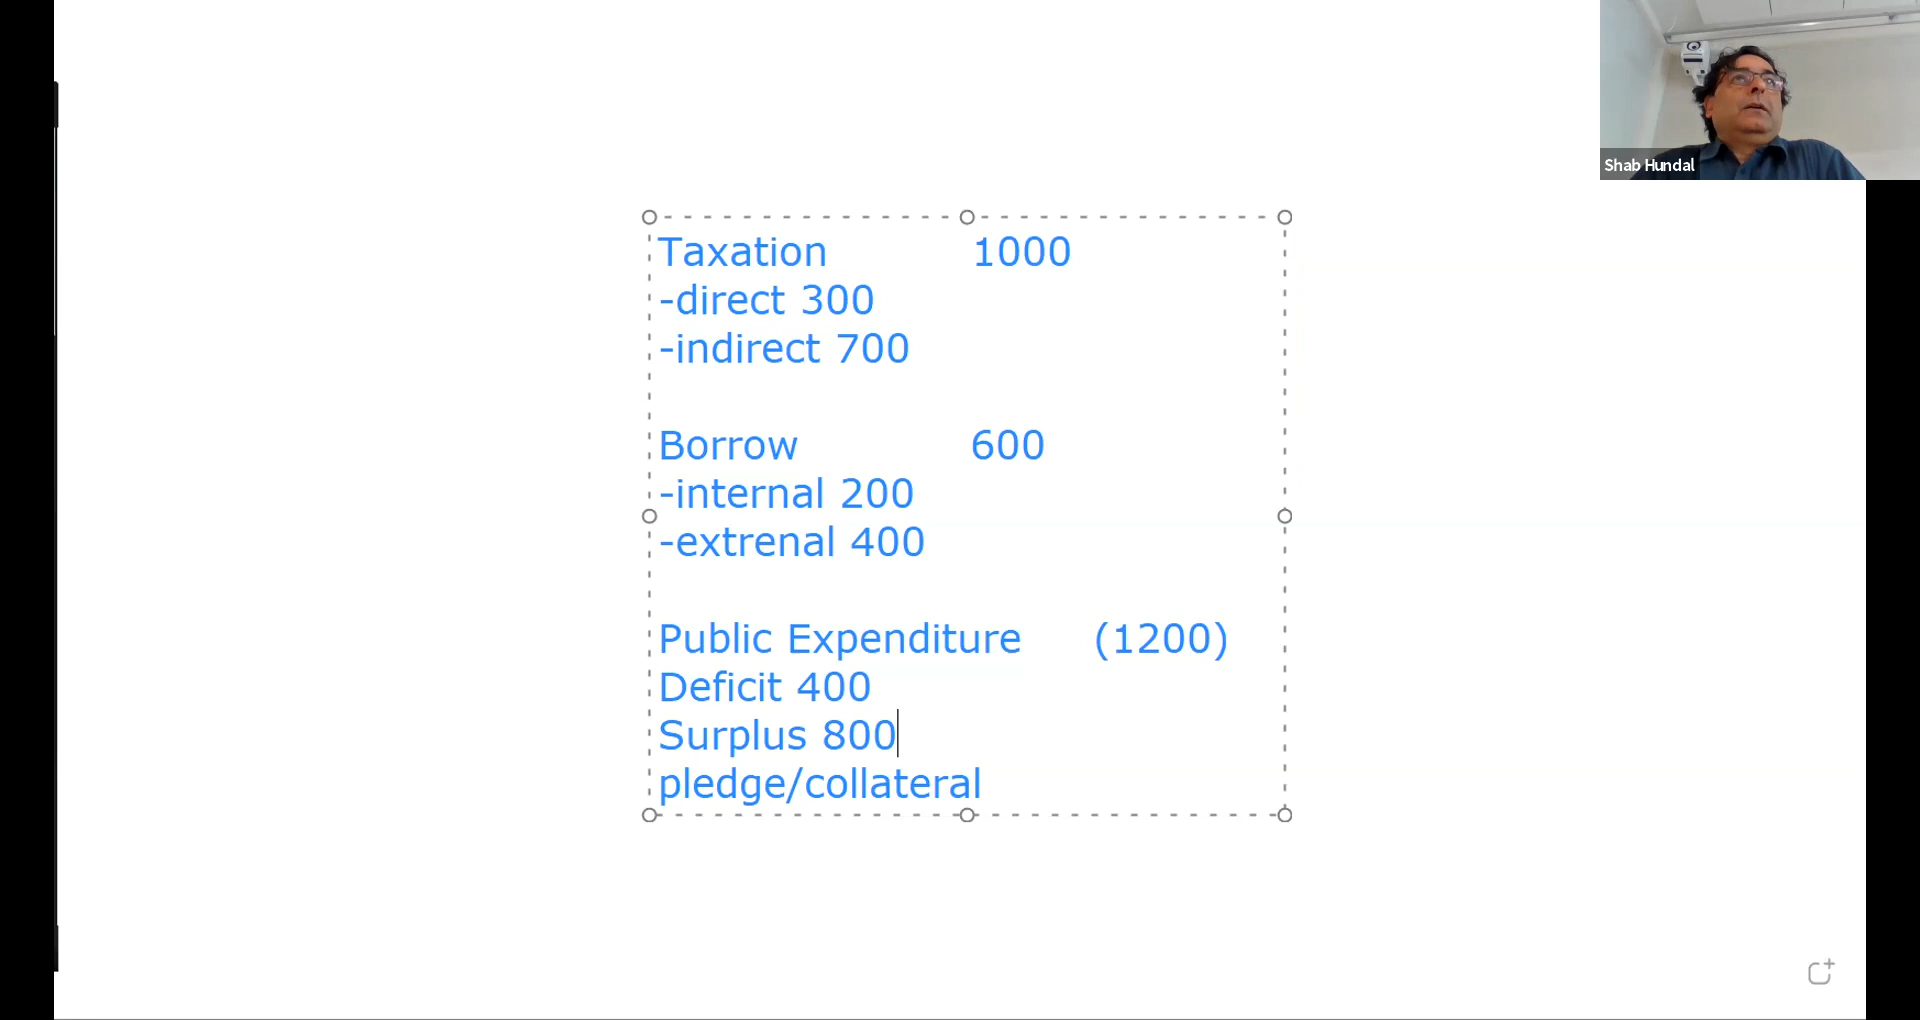 Shab Hundal
Taxation 1000
-direct 300
-indirect 700
Borrow 600
-internal 200
-extrenal 400
Public Expenditure (1200)
Deficit 400
Surplus 800
pledge/collateral